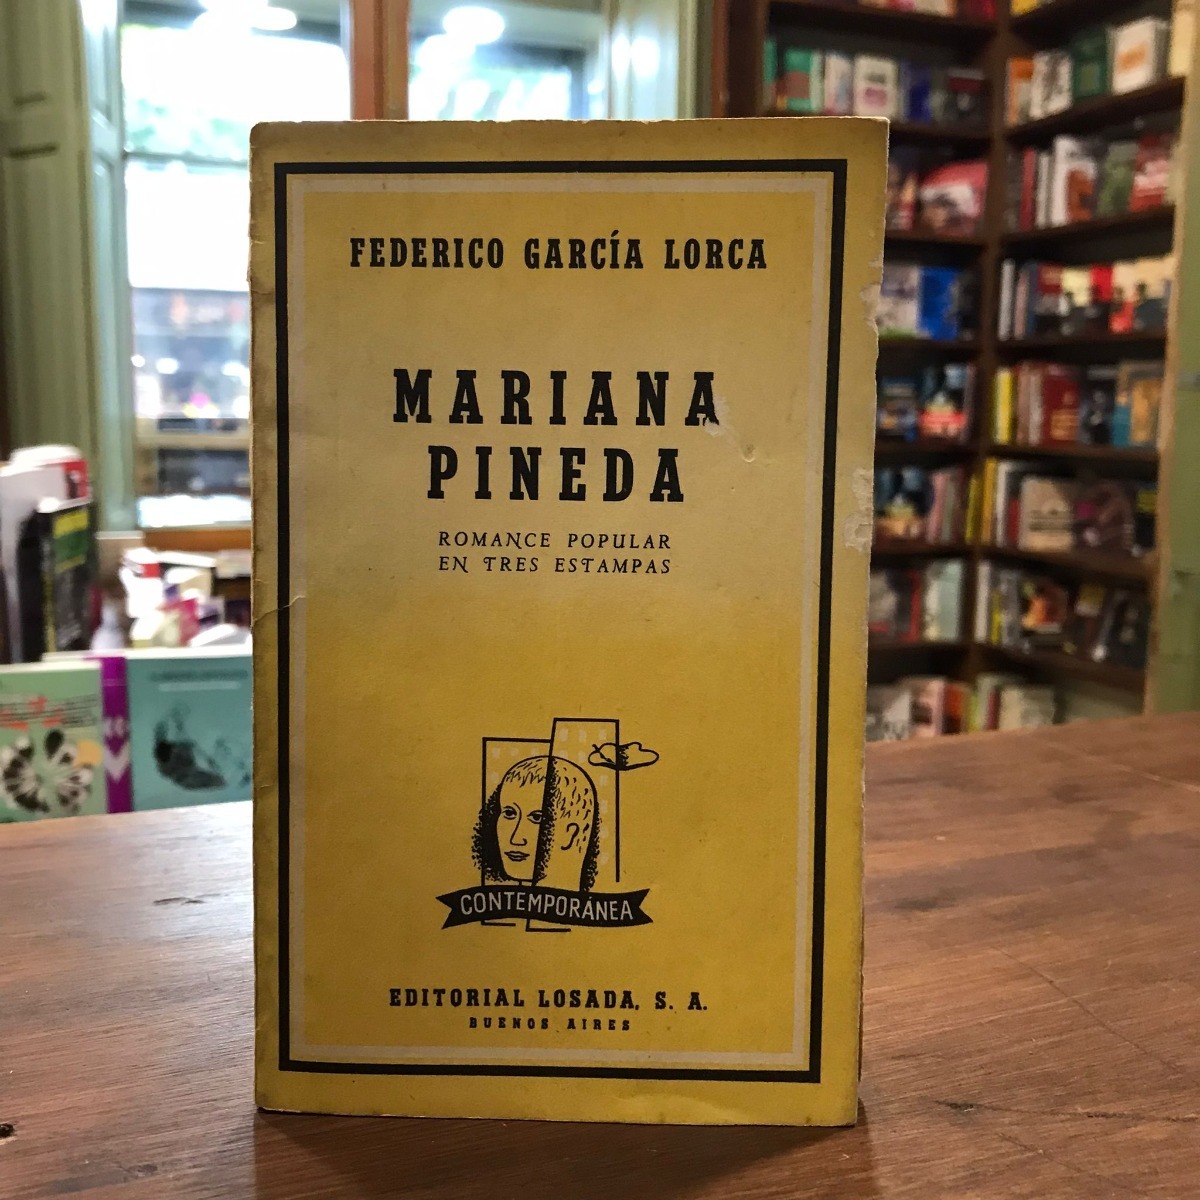 FEDERICO GARCÍA LORCA
MARIANA
PINEDA
ROMANCE POPULAR
EN TRES ESTAMPAS
CONTEMPORÁNEA
EDITORIAL LOSADA, S. A.
BUENOS AIRES